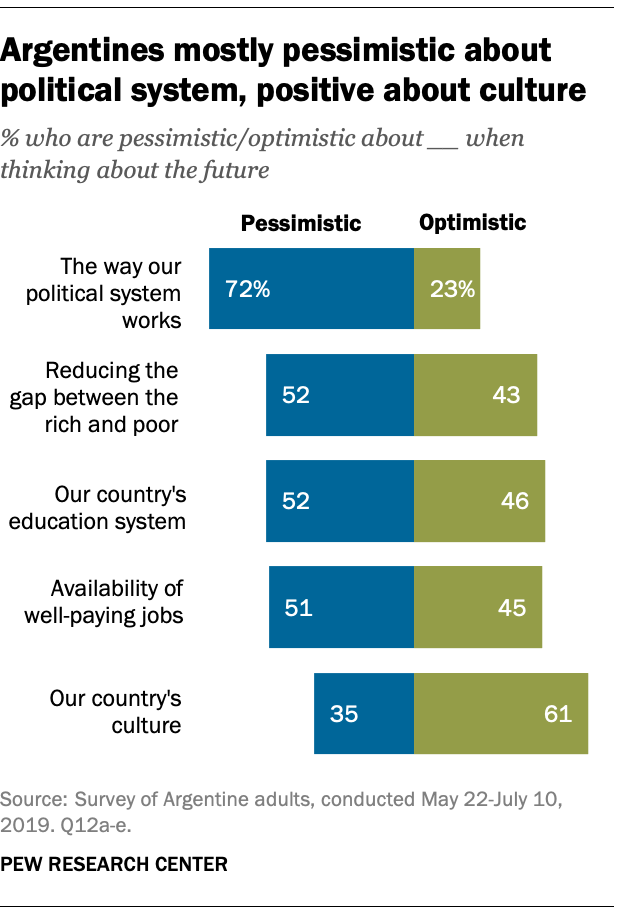 Argentines mostly pessimistic about
political system, positive about culture
% who are pessimistic/optimistic about __ when
thinking about the future
Pessimistic Optimistic
The way our
political system
works
72% 23%
Reducing the
gap between the
rich and poor
52 43
Our country's
education system
52 46
Availability of
well-paying jobs
51 45
Our country's
culture
35 61
Source: Survey of Argentine adults, conducted May 22-July 10,
2019. Q12a-e.
PEW RESEARCH CENTER